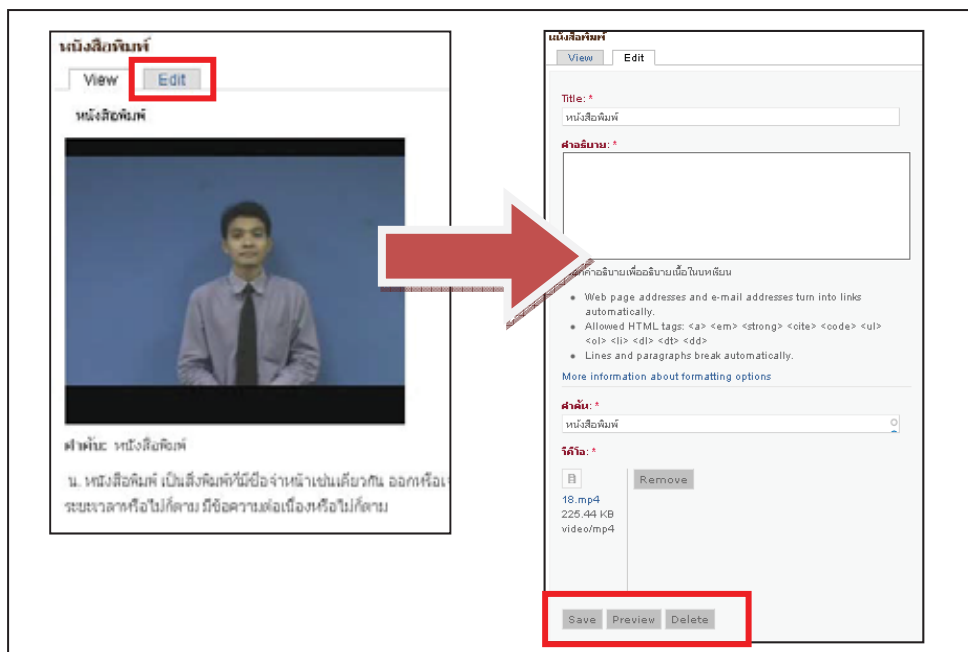 หนังสือพิมพ์
View Edit
หนังสือพิมพ์
คำค้น: หนังสือพิมพ์
น. หนังสือพิมพ์ เป็นสิ่งพิมพ์ที่มีชื่อจ่าหน้าเช่นเดียวกัน ออกหรือเ
ระยะเวลาหรือไม่ก็ตาม มีข้อความต่อเนื่องหรือไม่ก็ตาม
หนังสือพิมพ์
View Edit
Title: *
หนังสือพิมพ์
คำอธิบาย: *
คำอธิบายเพื่ออธิบายเนื้อในบทเรียน
Web page addresses and e-mail addresses turn into links
automatically.
Allowed HTML tags: <a> <em> <strong> <cite> <code> <ul>
<ol> <li> <dl> <dt> <dd>
Lines and paragraphs break automatically.
More information about formatting options
คำค้น: *
หนังสือพิมพ์
วีดีโอ: *
Remove
18.mp4
225.44 KB
video/mp4
Save Preview Delete